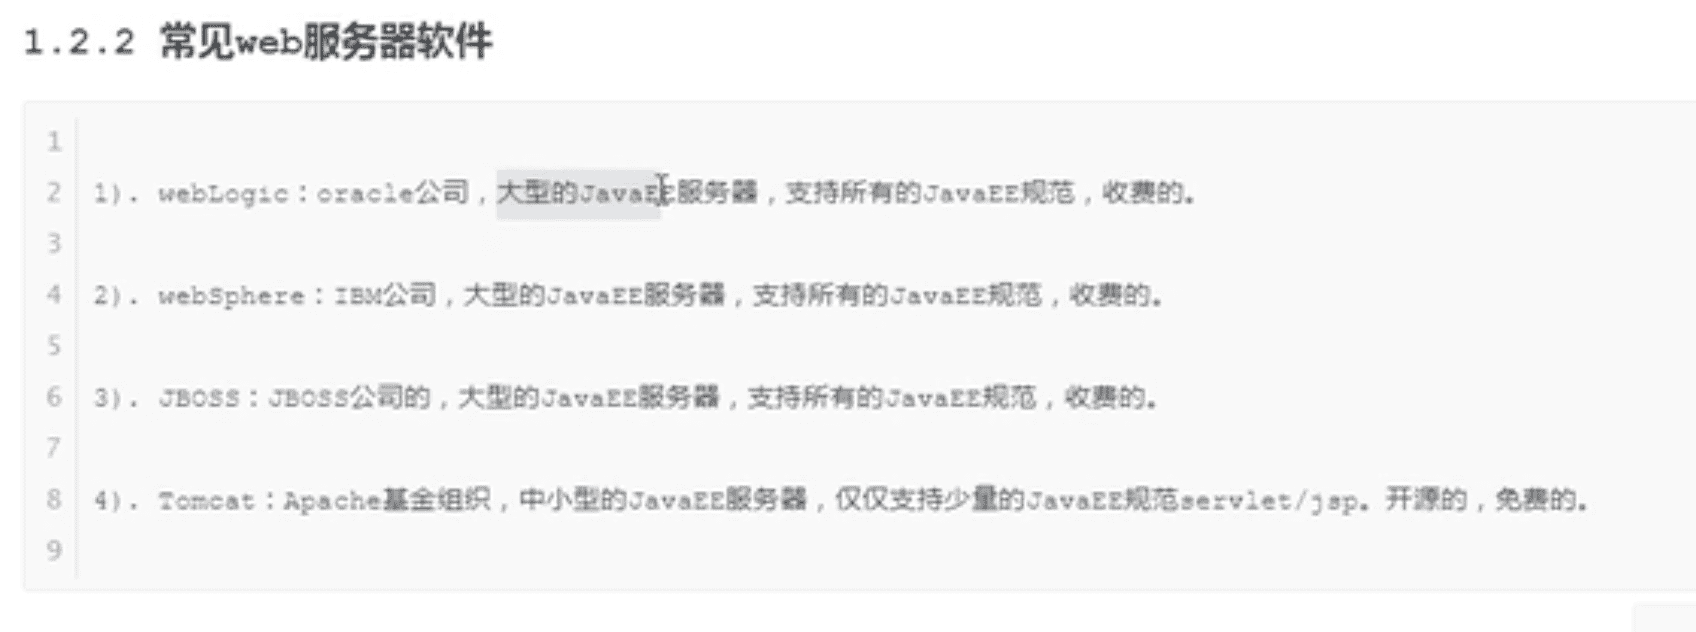 1.2.2 常见web服务器软件
1
2 1). webLogic：oracle公司，大型的JavaEE服务器，支持所有的JavaEE规范，收费的。
3
4 2). webSphere：IBM公司，大型的JavaEE服务器，支持所有的JavaEE规范，收费的。
5
6 3). JBOSS：JBOSS公司的，大型的JavaEE服务器，支持所有的JavaEE规范，收费的。
7
8 4). Tomcat：Apache基金组织，中小型的JavaEE服务器，仅仅支持少量的JavaEE规范servlet/jsp。开源的，免费的。
9